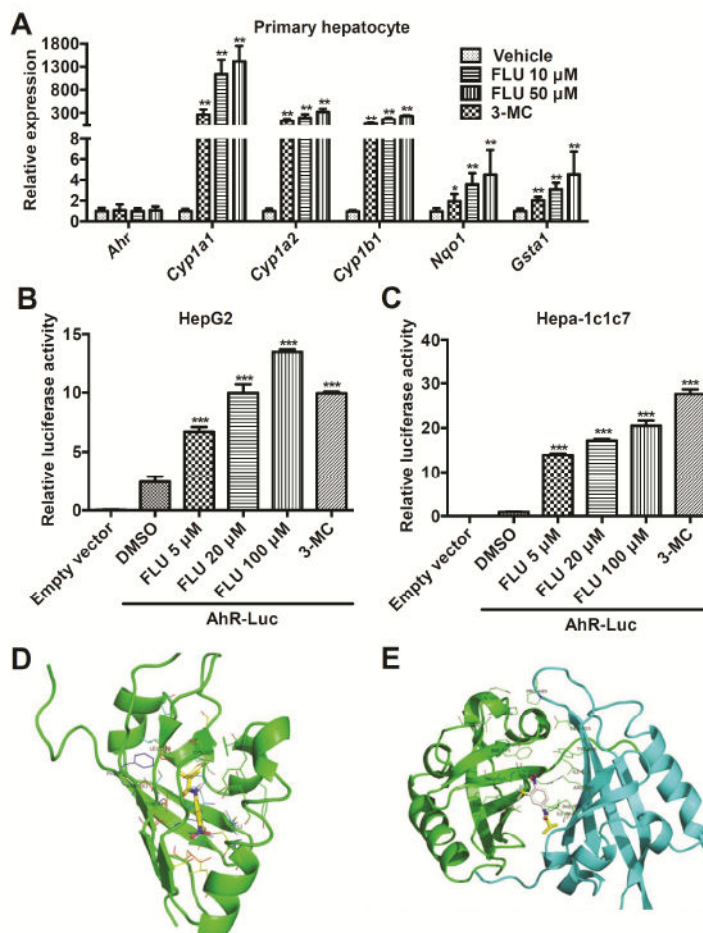 A
Primary hepatocyte
Relative expression
1800
1300
800
300
8
6
4
2
0
Vehicle
FLU 10 µM
FLU 50 µM
3-MC
** ** **
** ** **
** ** **
* ** **
** ** **
Ahr
Cyp1a1
Cyp1a2
Cyp1b1
Nqo1
Gsta1
B
HepG2
Relative luciferase activity
15
10
5
0
*** *** *** ***
Empty vector
DMSO
FLU 5 µM
FLU 20 µM
FLU 100 µM
3-MC
AhR-Luc
C
Hepa-1c1c7
Relative luciferase activity
40
30
20
10
0
*** *** *** ***
Empty vector
DMSO
FLU 5 µM
FLU 20 µM
FLU 100 µM
3-MC
AhR-Luc
D
E